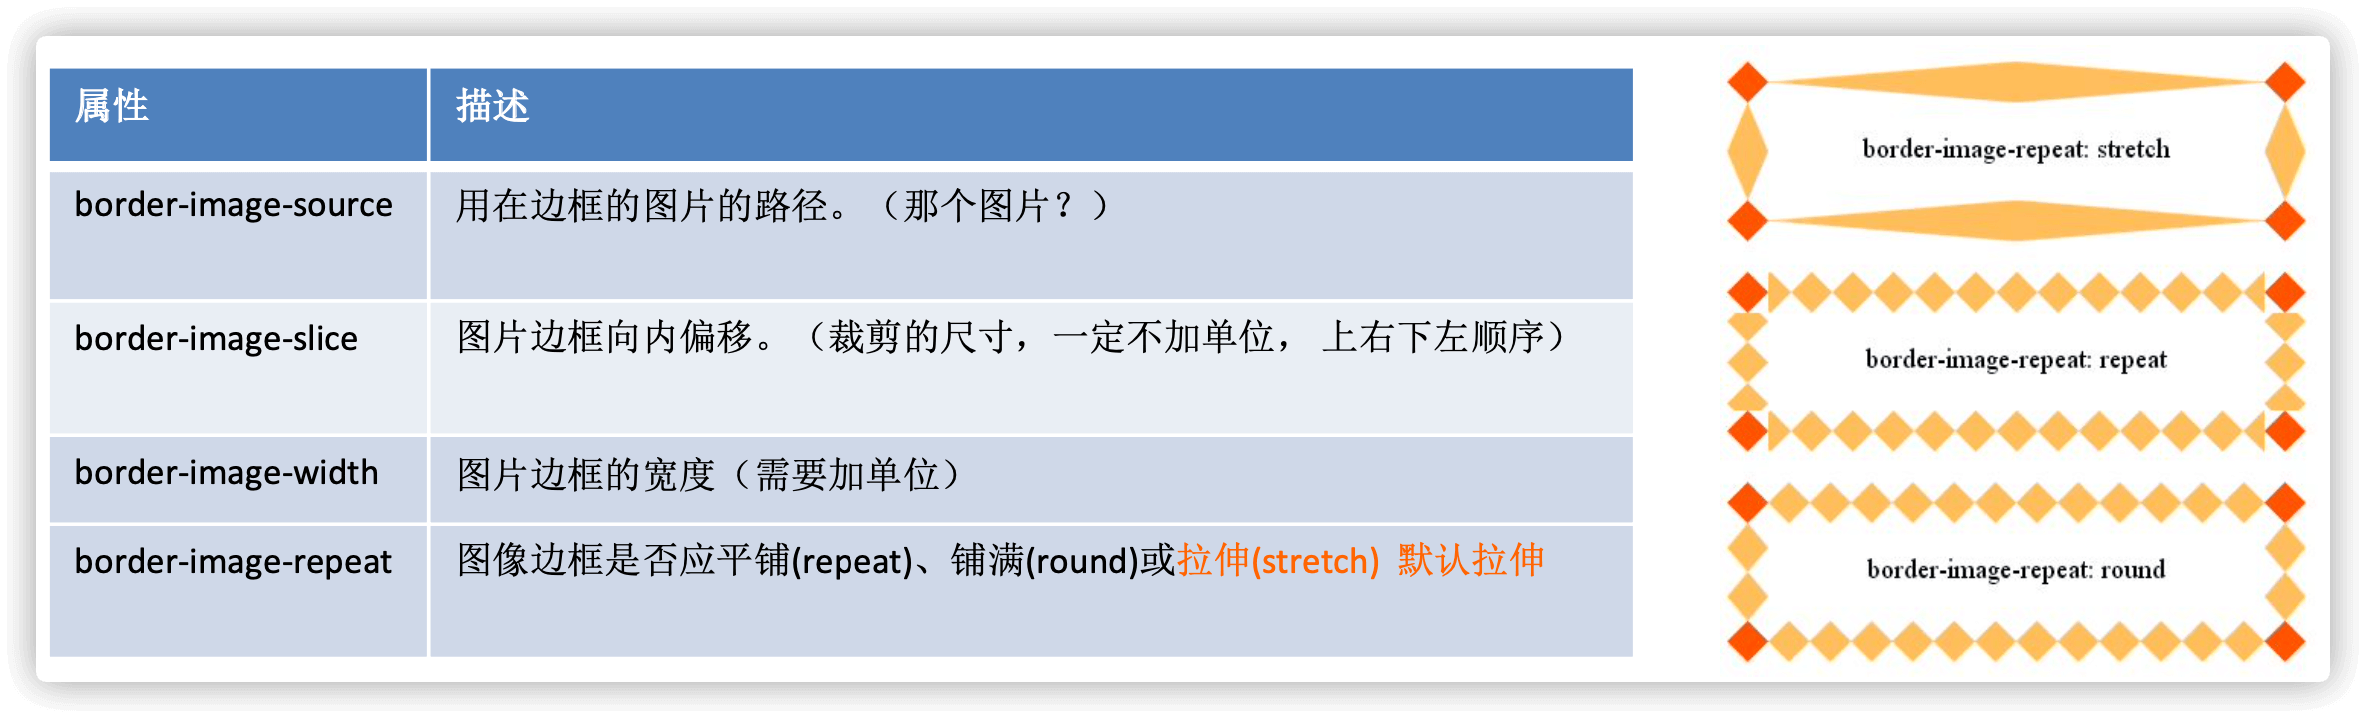 属性 描述
border-image-source 用在边框的图片的路径。（那个图片？）
border-image-slice 图片边框向内偏移。（裁剪的尺寸，一定不加单位， 上右下左顺序）
border-image-width 图片边框的宽度（需要加单位）
border-image-repeat 图像边框是否应平铺(repeat)、铺满(round)或拉伸(stretch) 默认拉伸
border-image-repeat: stretch
border-image-repeat: repeat
border-image-repeat: round